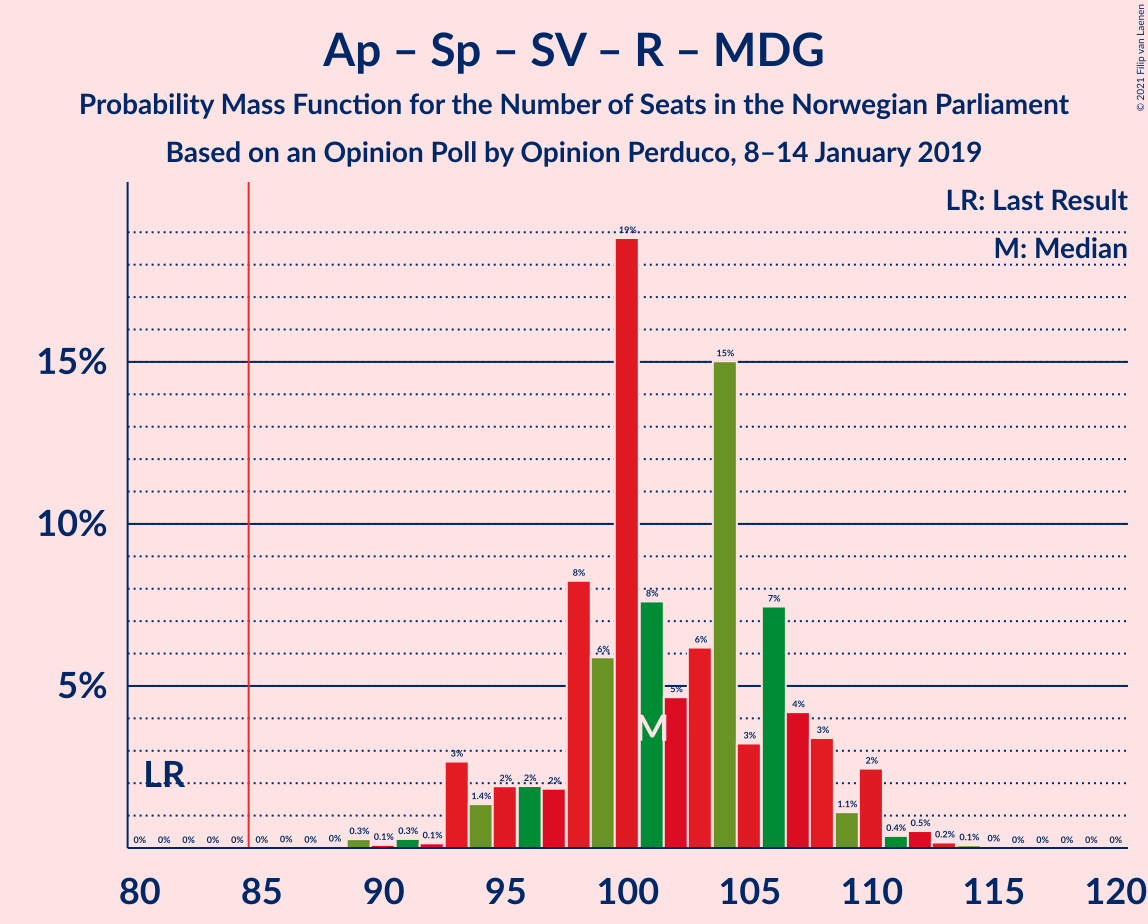 Ap – Sp – SV – R – MDG
Probability Mass Function for the Number of Seats in the Norwegian Parliament
Based on an Opinion Poll by Opinion Perduco, 8–14 January 2019
© 2021 Filip van Laenen
LR: Last Result
M: Median
15%
10%
5%
LR
M
0% 0% 0% 0% 0% 0% 0% 0% 0% 0.3% 0.1% 0.3% 0.1% 3% 1.4% 2% 2% 2% 8% 6% 19% 8% 5% 6% 15% 3% 7% 4% 3% 1.1% 2% 0.4% 0.5% 0.2% 0.1% 0% 0% 0% 0% 0% 0%
80 85 90 95 100 105 110 115 120